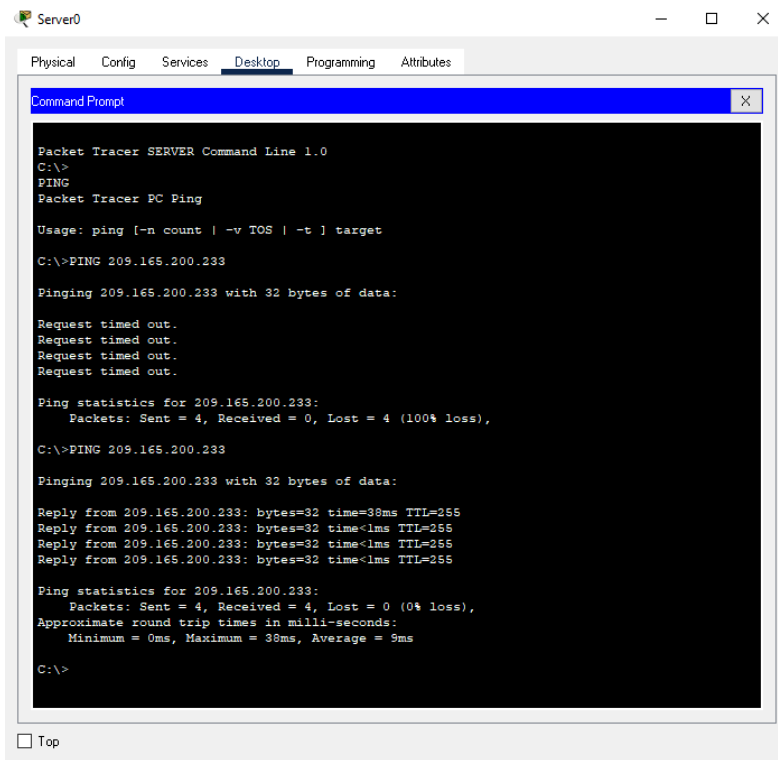 Server0
Physical Config Services Desktop Programming Attributes
Command Prompt
X
Packet Tracer SERVER Command Line 1.0
C:\>
PING
Packet Tracer PC Ping
Usage: ping [-n count | -v TOS | -t ] target
C:\>PING 209.165.200.233
Pinging 209.165.200.233 with 32 bytes of data:
Request timed out.
Request timed out.
Request timed out.
Request timed out.
Ping statistics for 209.165.200.233:
Packets: Sent = 4, Received = 0, Lost = 4 (100% loss),
C:\>PING 209.165.200.233
Pinging 209.165.200.233 with 32 bytes of data:
Reply from 209.165.200.233: bytes=32 time=38ms TTL=255
Reply from 209.165.200.233: bytes=32 time<1ms TTL=255
Reply from 209.165.200.233: bytes=32 time<1ms TTL=255
Reply from 209.165.200.233: bytes=32 time<1ms TTL=255
Ping statistics for 209.165.200.233:
Packets: Sent = 4, Received = 4, Lost = 0 (0% loss),
Approximate round trip times in milli-seconds:
Minimum = 0ms, Maximum = 38ms, Average = 9ms
C:\>
Top